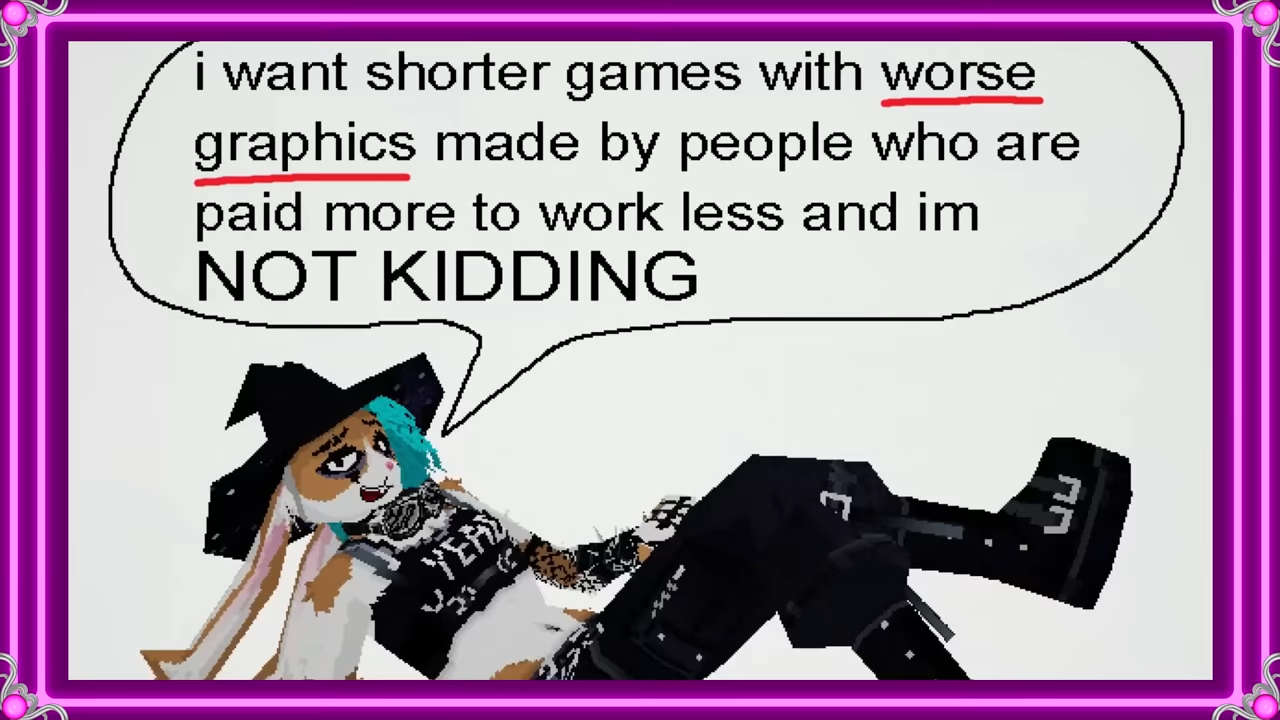 i want shorter games with worse
graphics made by people who are
paid more to work less and im
NOT KIDDING